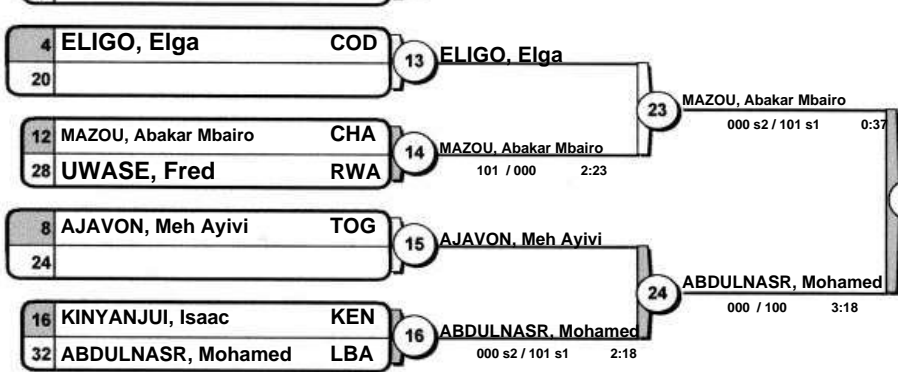 4 ELIGO, Elga COD
20
13 ELIGO, Elga
12 MAZOU, Abakar Mbairo CHA
28 UWASE, Fred RWA
14 MAZOU, Abakar Mbairo
101 / 000 2:23
23 MAZOU, Abakar Mbairo
000 s2 / 101 s1 0:37
8 AJAVON, Meh Ayivi TOG
24
15 AJAVON, Meh Ayivi
16 KINYANJUI, Isaac KEN
32 ABDULNASR, Mohamed LBA
16 ABDULNASR, Mohamed
000 s2 / 101 s1 2:18
24 ABDULNASR, Mohamed
000 / 100 3:18